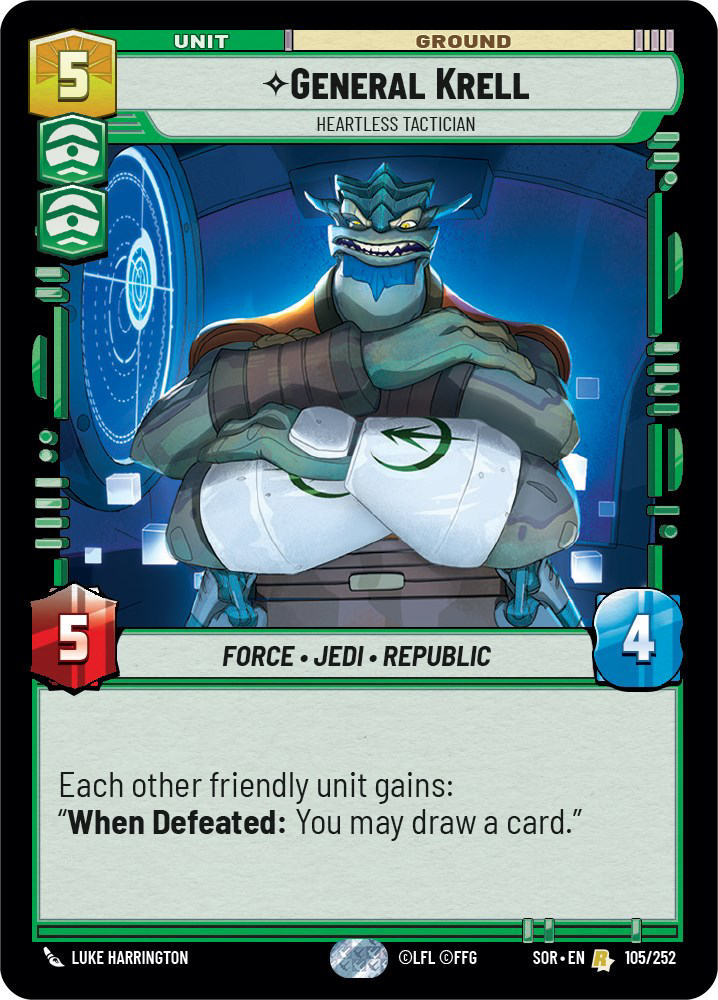 UNIT
GROUND
5
✧GENERAL KRELL
HEARTLESS TACTICIAN
5
FORCE • JEDI • REPUBLIC
4
Each other friendly unit gains:
“When Defeated: You may draw a card.”
LUKE HARRINGTON
©LFL ©FFG
SOR • EN
R
105/252